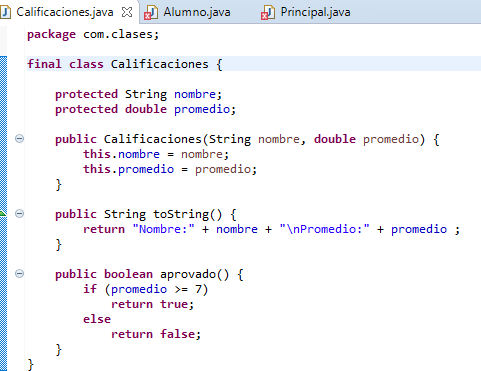 Calificaciones.java Alumno.java Principal.java
package com.clases;
final class Calificaciones {
protected String nombre;
protected double promedio;
public Calificaciones(String nombre, double promedio) {
this.nombre = nombre;
this.promedio = promedio;
}
public String toString() {
return "Nombre:" + nombre + "\nPromedio:" + promedio ;
}
public boolean aprovado() {
if (promedio >= 7)
return true;
else
return false;
}
}